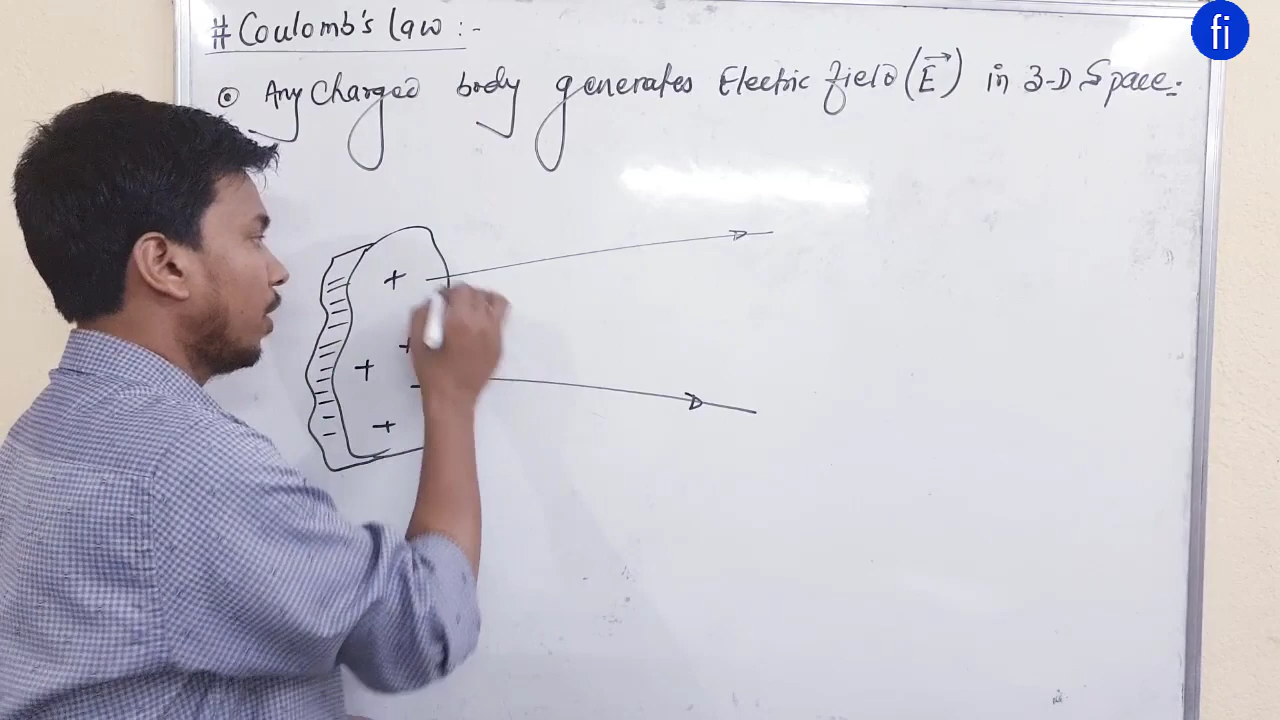 # Coulomb's law :-
fi
⊙ Any Charged body generates Electric field (E⃗) in 3-D Space.
+
+
+
+